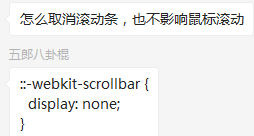 怎么取消滚动条，也不影响鼠标滚动
五郎八卦棍
::-webkit-scrollbar {
  display: none;
}